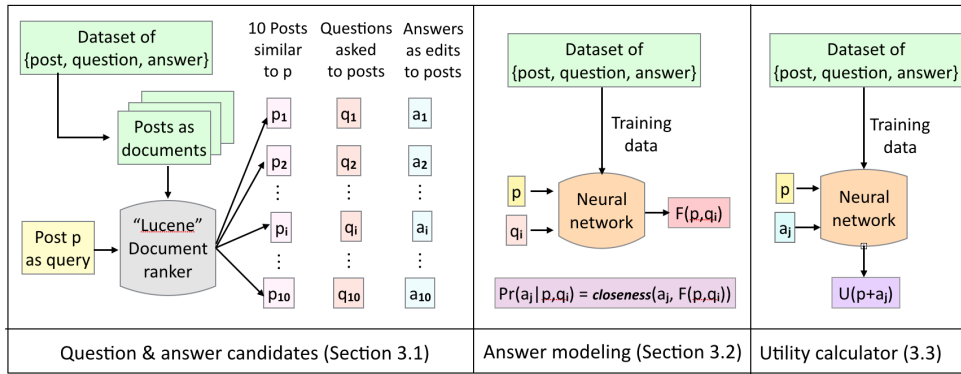 Dataset of
{post, question, answer}
Posts as
documents
Post p
as query
“Lucene”
Document
ranker
10 Posts
similar
to p
Questions
asked
to posts
Answers
as edits
to posts
p1 q1 a1
p2 q2 a2
⋮ ⋮ ⋮
pi qi ai
⋮ ⋮ ⋮
p10 q10 a10
Question & answer candidates (Section 3.1)
Dataset of
{post, question, answer}
Training
data
p
qi
Neural
network
F(p,qi)
Pr(aj|p,qi) = closeness(aj, F(p,qi))
Answer modeling (Section 3.2)
Dataset of
{post, question, answer}
Training
data
p
aj
Neural
network
U(p+aj)
Utility calculator (3.3)